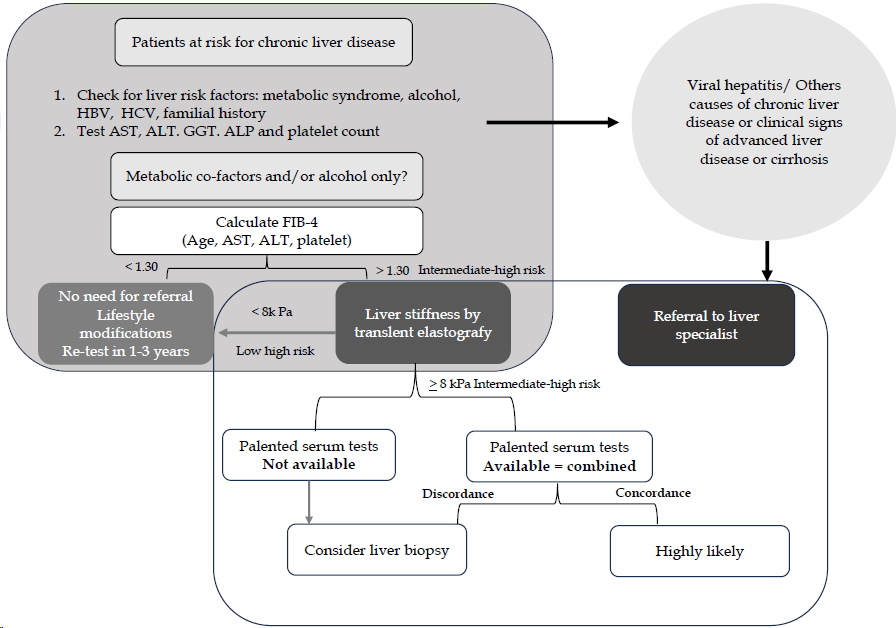 Patients at risk for chronic liver disease
1. Check for liver risk factors: metabolic syndrome, alcohol,
HBV, HCV, familial history
2. Test AST, ALT. GGT. ALP and platelet count
Viral hepatitis/ Others
causes of chronic liver
disease or clinical signs
of advanced liver
disease or cirrhosis
Metabolic co-factors and/or alcohol only?
Calculate FIB-4
(Age, AST, ALT, platelet)
< 1.30
> 1.30 Intermediate-high risk
No need for referral
Lifestyle
modifications
Re-test in 1-3 years
< 8k Pa
Low high risk
Liver stiffness by
translent elastografy
Referral to liver
specialist
≥ 8 kPa Intermediate-high risk
Palented serum tests
Not available
Palented serum tests
Available = combined
Discordance
Concordance
Consider liver biopsy
Highly likely